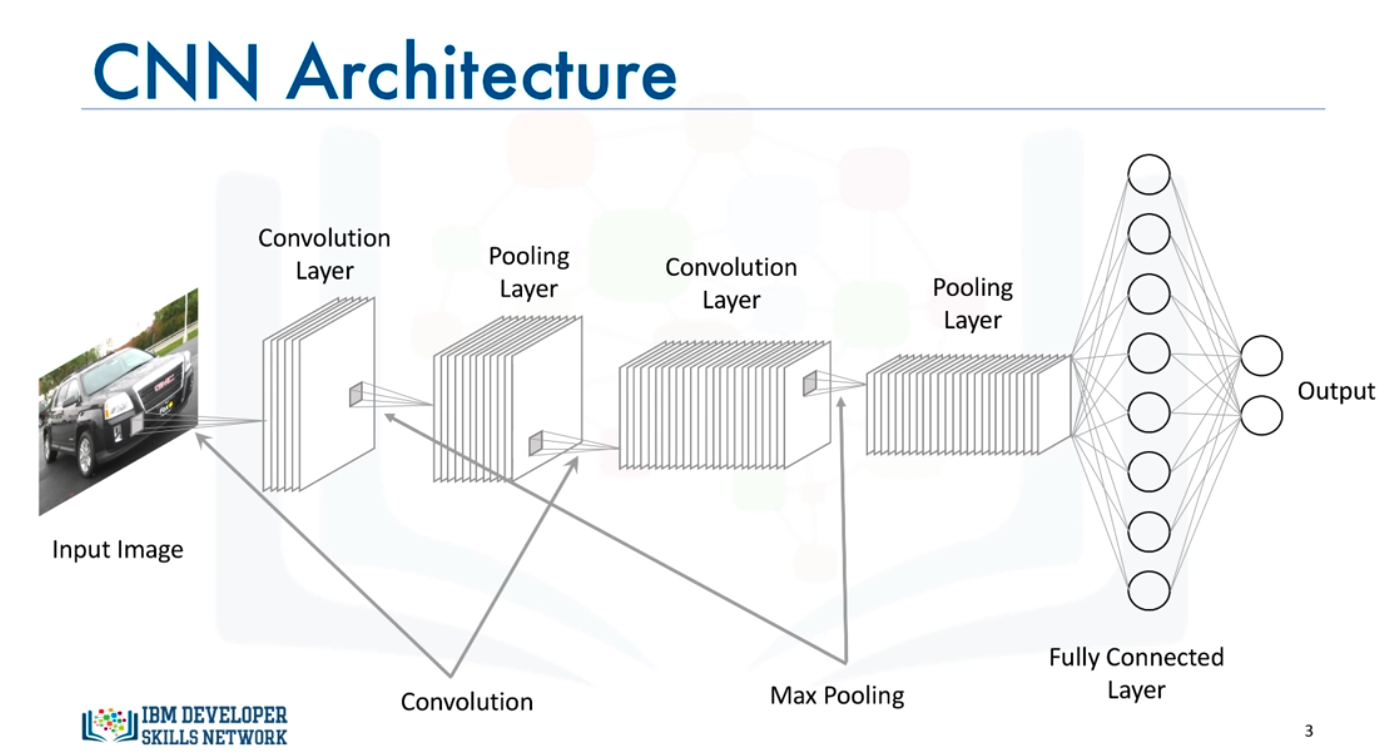 CNN Architecture
Convolution
Layer
Pooling
Layer
Convolution
Layer
Pooling
Layer
Output
Input Image
Fully Connected
Layer
Convolution
Max Pooling
IBM DEVELOPER
SKILLS NETWORK
3